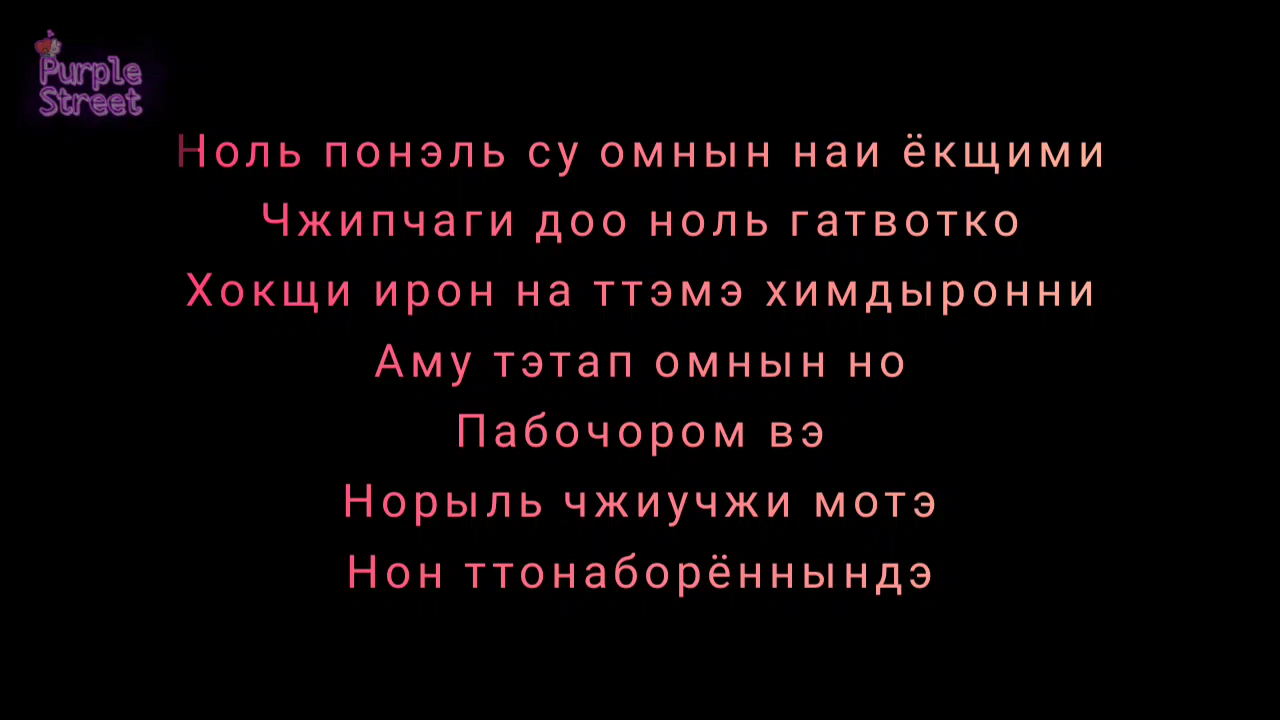 Purple
Street
Ноль понэль су омнын наи ёкщими
Чжипчаги доо ноль гатвотко
Хокщи ирон на ттэмэ химдыронни
Аму тэтап омнын но
Пабочором вэ
Норыль чжиучжи мотэ
Нон ттонаборённындэ